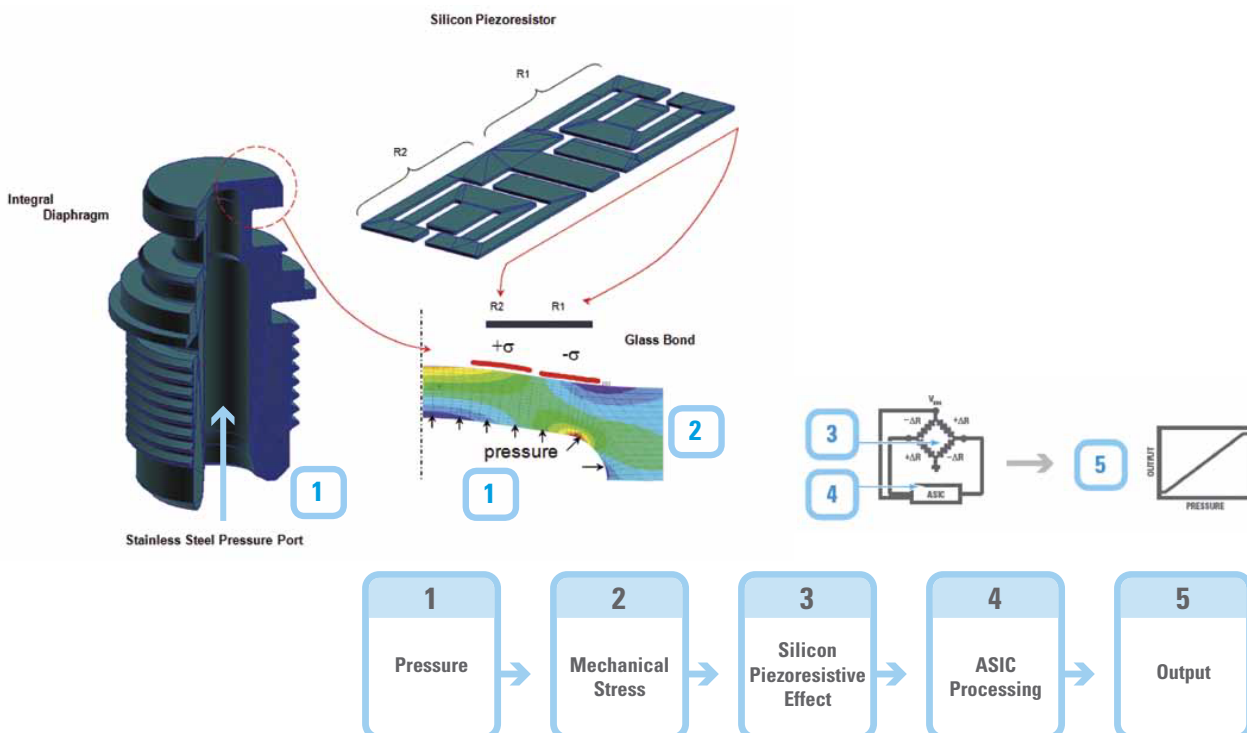 Silicon Piezoresistor
R1
R2
Integral
Diaphragm
R2
R1
Glass Bond
+σ
-σ
2
pressure
1
1
Stainless Steel Pressure Port
3
−ΔR
+ΔR
+ΔR
−ΔR
4
ASIC
5
OUTPUT
PRESSURE
1
Pressure
2
Mechanical
Stress
3
Silicon
Piezoresistive
Effect
4
ASIC
Processing
5
Output